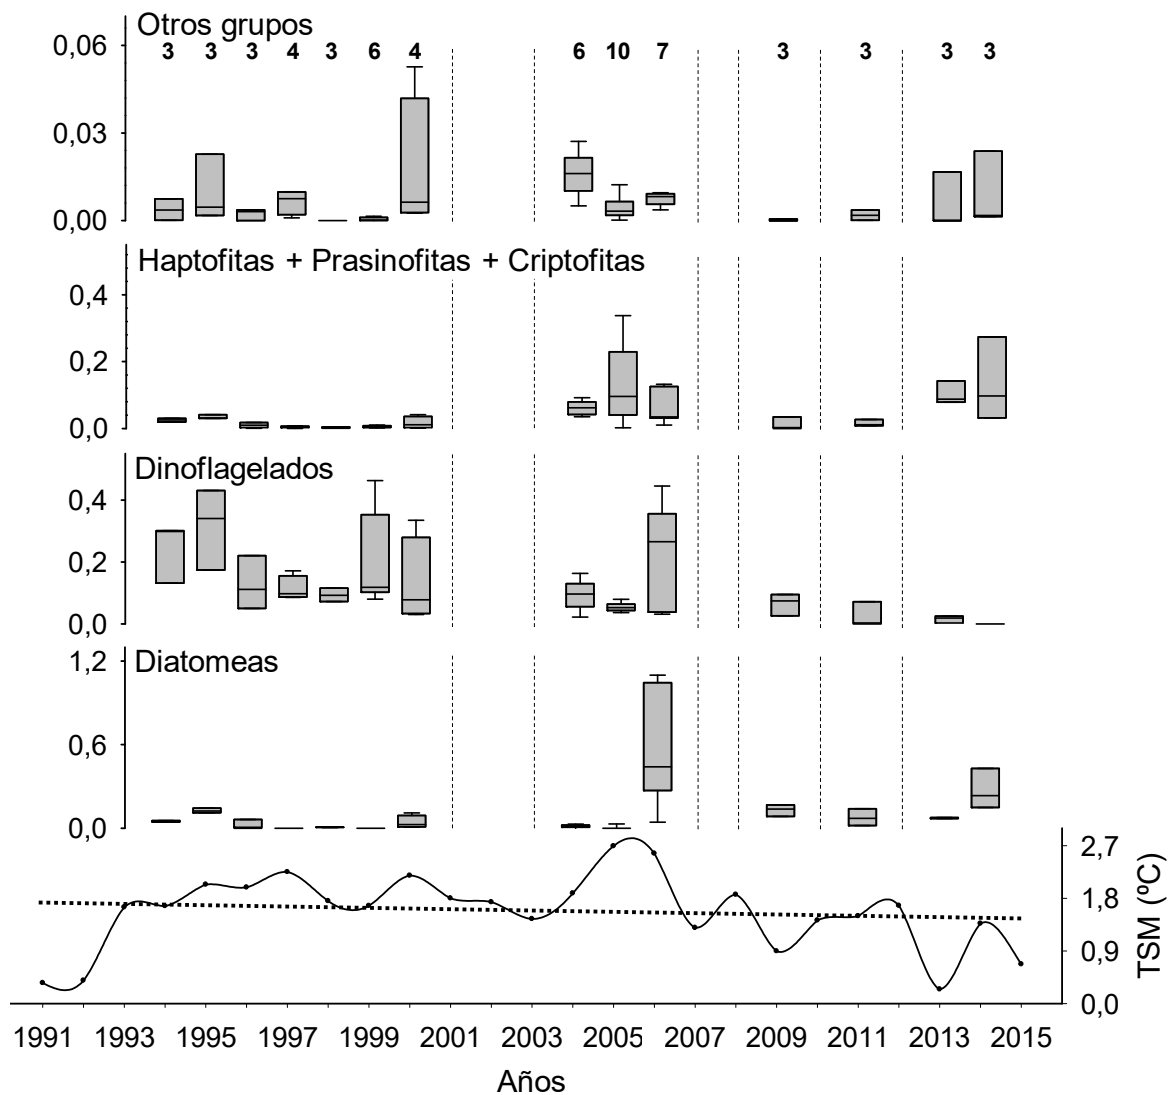 Otros grupos
0,06
3 3 3 4 3 6 4 6 10 7 3 3 3 3
0,03
0,00
Haptofitas + Prasinofitas + Criptofitas
0,4
0,2
0,0
Dinoflagelados
0,4
0,2
0,0
Diatomeas
1,2
0,6
0,0
2,7
1,8
0,9
0,0
TSM (ºC)
1991 1993 1995 1997 1999 2001 2003 2005 2007 2009 2011 2013 2015
Años